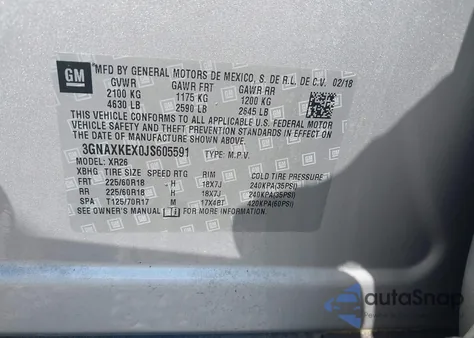 GM MFD BY GENERAL MOTORS DE MEXICO, S. DE R.L. DE C.V. 02/18
GVWR GAWR FRT GAWR RR
2100 KG 1175 KG 1200 KG
4630 LB 2590 LB 2645 LB
THIS VEHICLE CONFORMS TO ALL APPLICABLE U.S. FEDERAL MOTOR
VEHICLE SAFETY, BUMPER, AND THEFT PREVENTION STANDARDS IN
EFFECT ON THE DATE OF MANUFACTURE SHOWN ABOVE.
3GNAXKEX0JS605591 TYPE: M.P.V.
MODEL: XR26
XBHG TIRE SIZE SPEED RTG RIM COLD TIRE PRESSURE
FRT 225/60R18 H 18X7J 240KPA(35PSI)
RR 225/60R18 H 18X7J 240KPA(35PSI)
SPA T125/70R17 M 17X4BT 420KPA(60PSI)
SEE OWNER'S MANUAL FOR ADDITIONAL INFORMATION.
autoSnap